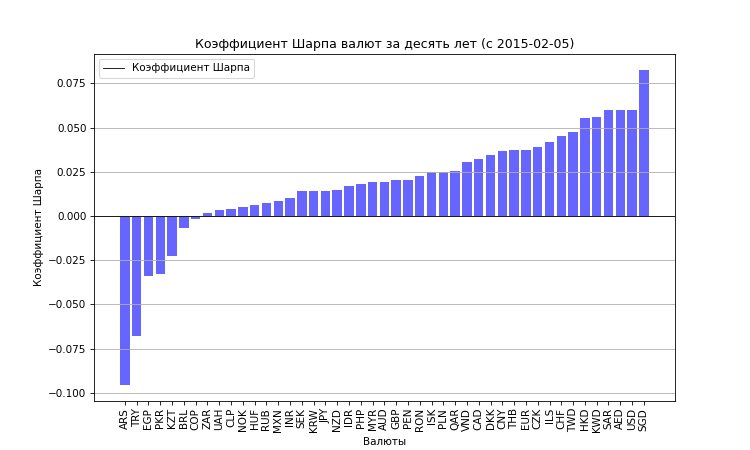 Коэффициент Шарпа валют за десять лет (с 2015-02-05)
Коэффициент Шарпа
0.075
0.050
0.025
0.000
−0.025
−0.050
−0.075
−0.100
Коэффициент Шарпа
ARS TRY EGP PKR KZT BRL COP ZAR UAH CLP NOK HUF RUB MXN INR SEK KRW JPY NZD IDR PHP MYR AUD GBP PEN RON ISK PLN QAR VND CAD DKK CNY THB EUR CZK ILS CHF TWD HKD KWD SAR AED USD SGD
Валюты